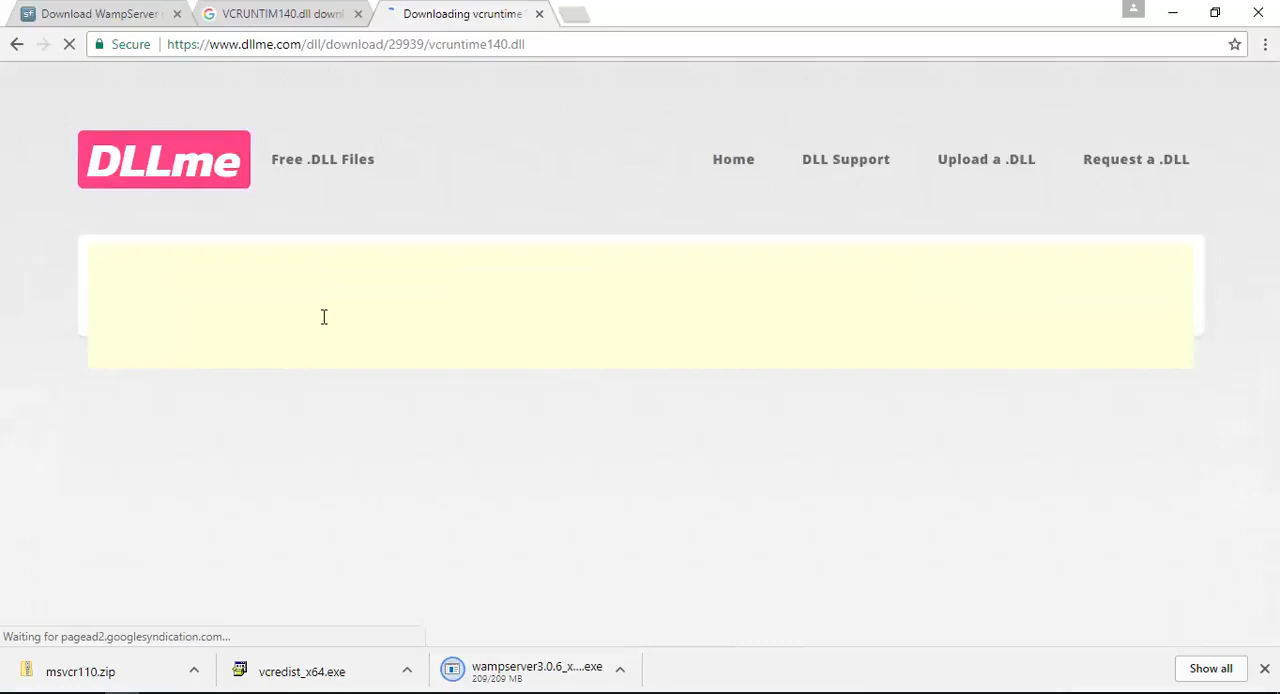 sf Download WampServer
G VCRUNTIM140.dll downl
Downloading vcruntime
Secure
https://www.dllme.com/dll/download/29939/vcruntime140.dll
DLLme
Free .DLL Files
Home
DLL Support
Upload a .DLL
Request a .DLL
Waiting for pagead2.googlesyndication.com...
msvcr110.zip
vcredist_x64.exe
wampserver3.0.6_x....exe
209/209 MB
Show all